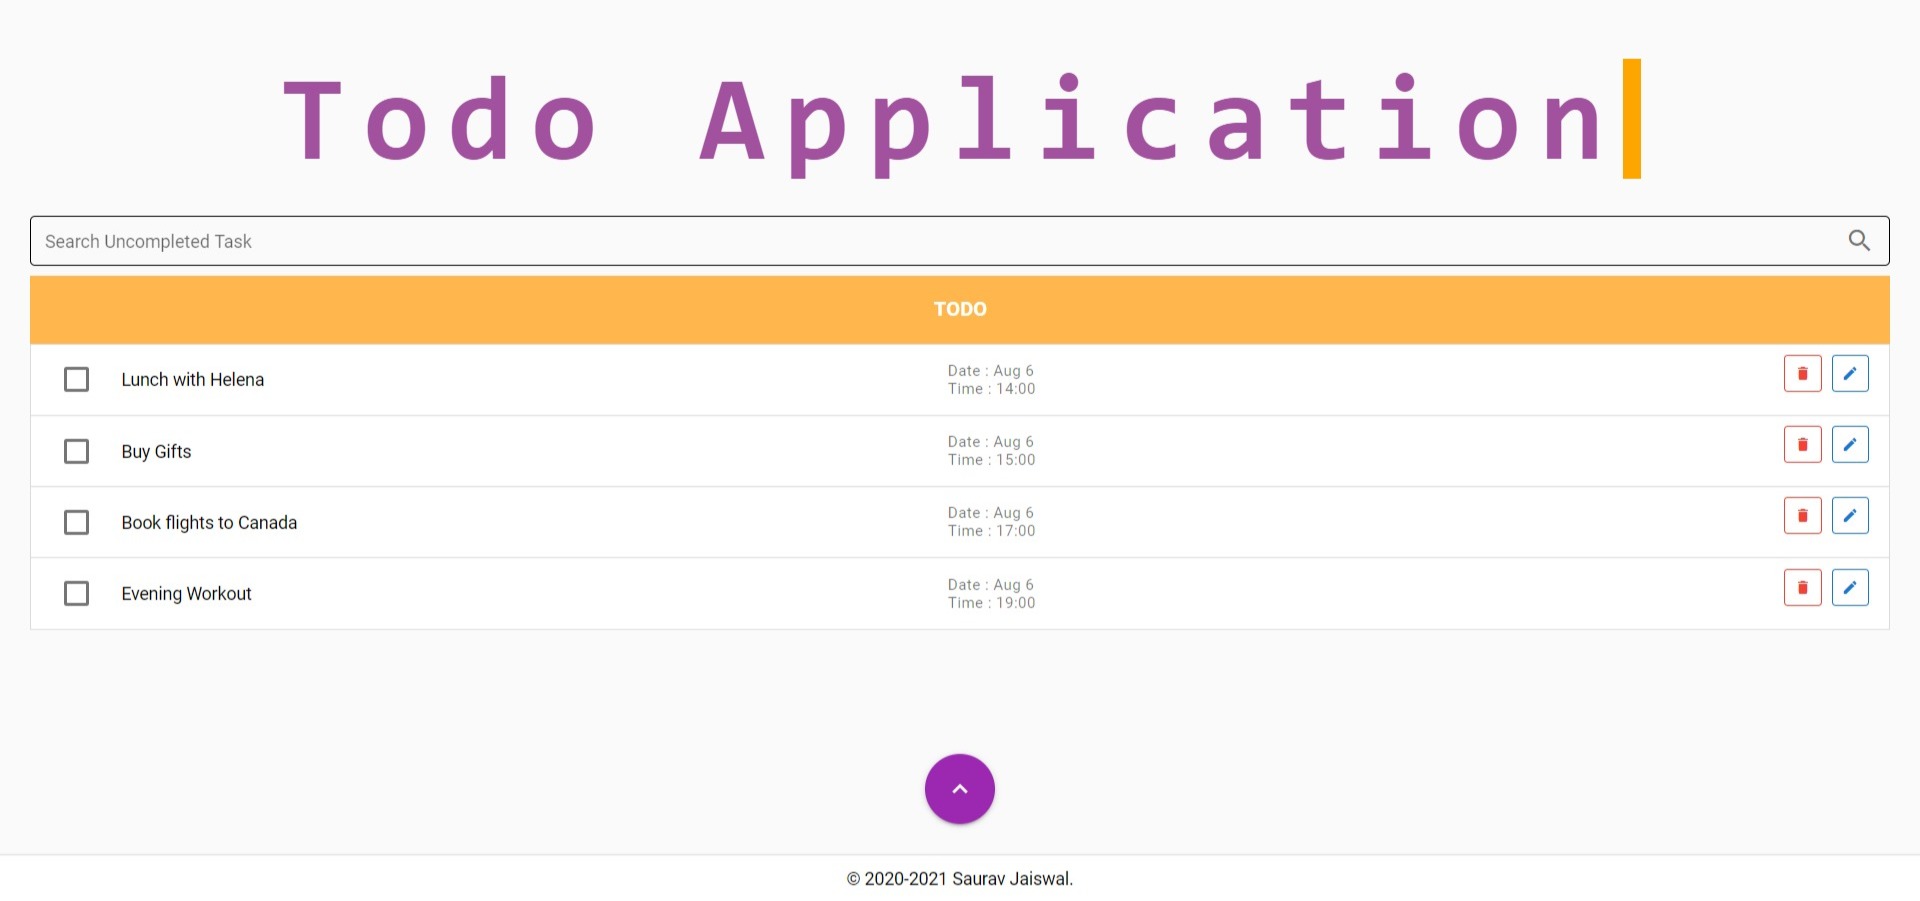 Todo Application
Search Uncompleted Task
TODO
Lunch with Helena
Date : Aug 6
Time : 14:00
Buy Gifts
Date : Aug 6
Time : 15:00
Book flights to Canada
Date : Aug 6
Time : 17:00
Evening Workout
Date : Aug 6
Time : 19:00
© 2020-2021 Saurav Jaiswal.